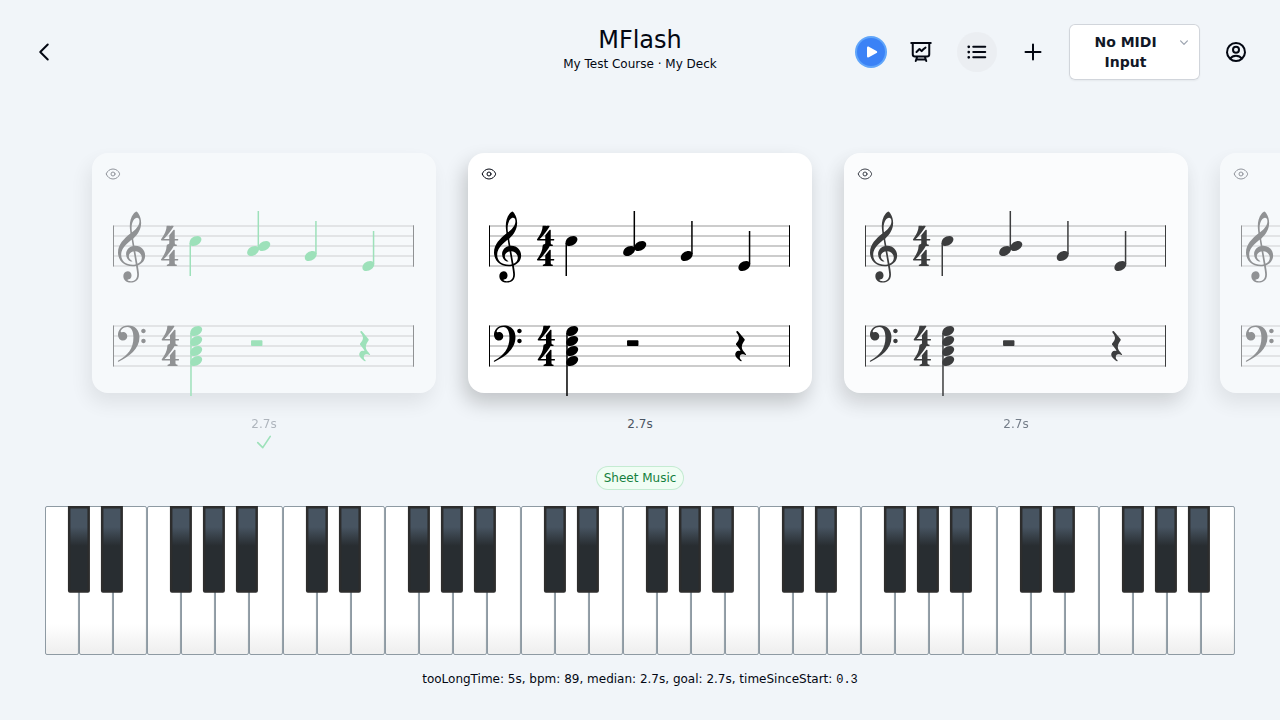 MFlash
My Test Course · My Deck
No MIDI
Input
2.7s
2.7s
2.7s
Sheet Music
tooLongTime: 5s, bpm: 89, median: 2.7s, goal: 2.7s, timeSinceStart: 0.3